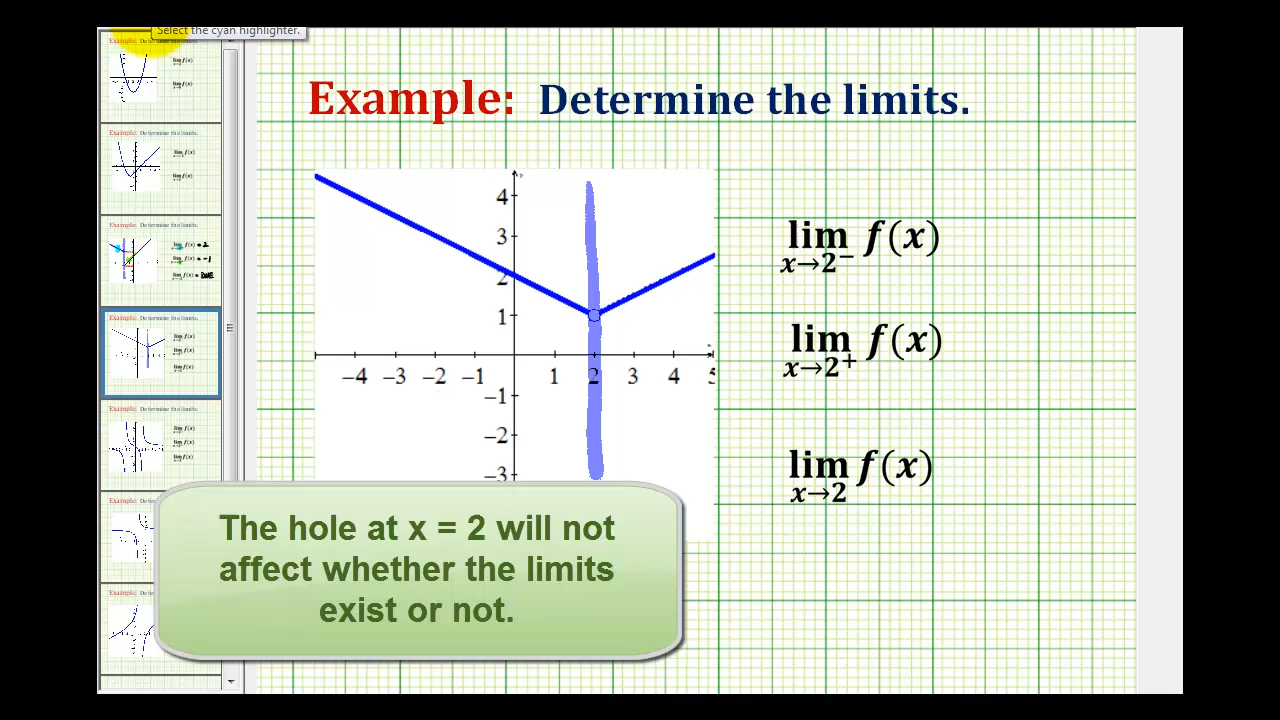 Select the cyan highlighter.
Example: Determine the limits.
4
3
2
1
−4 −3 −2 −1 1 2 3 4 5
−1
−2
−3
lim f(x)
x→2⁻
lim f(x)
x→2⁺
lim f(x)
x→2
The hole at x = 2 will not
affect whether the limits
exist or not.